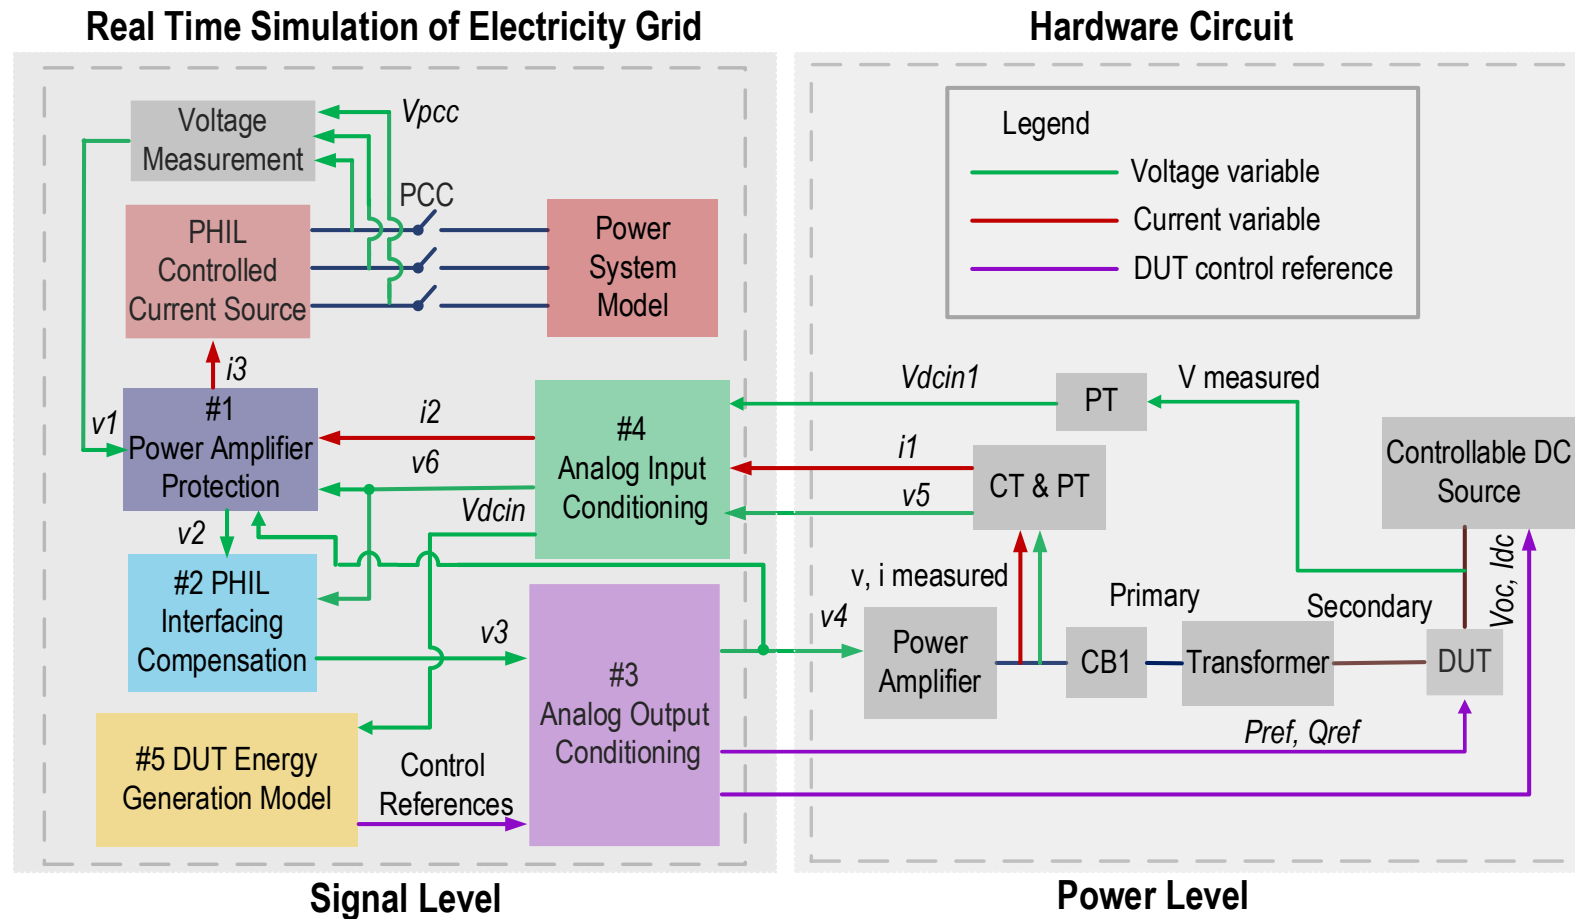 Real Time Simulation of Electricity Grid
Hardware Circuit
Voltage
Measurement
Vpcc
PCC
PHIL
Controlled
Current Source
Power
System
Model
Legend
Voltage variable
Current variable
DUT control reference
i3
v1
#1
Power Amplifier
Protection
i2
v6
Vdcin
#4
Analog Input
Conditioning
Vdcin1
PT
V measured
i1
v5
CT & PT
Controllable DC
Source
v2
#2 PHIL
Interfacing
Compensation
v3
#3
Analog Output
Conditioning
v, i measured
v4
Power
Amplifier
Primary
CB1
Transformer
Secondary
DUT
Voc, Idc
Pref, Qref
#5 DUT Energy
Generation Model
Control
References
Signal Level
Power Level